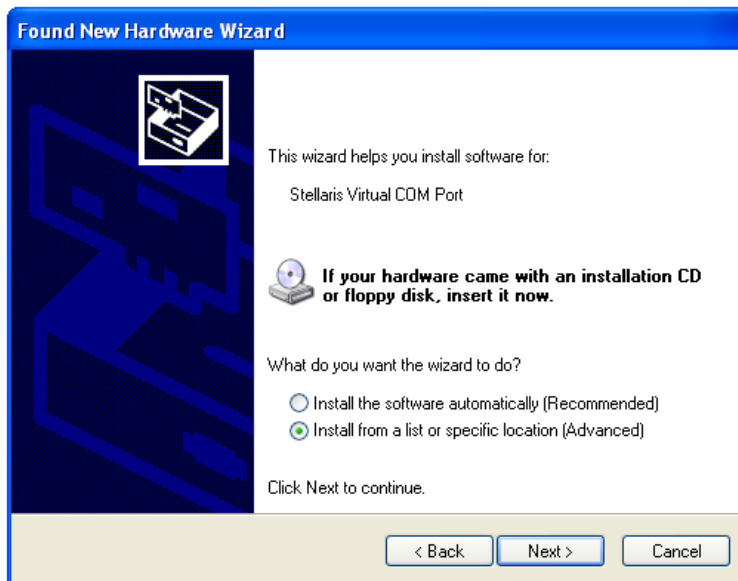 Found New Hardware Wizard
This wizard helps you install software for:
Stellaris Virtual COM Port
If your hardware came with an installation CD
or floppy disk, insert it now.
What do you want the wizard to do?
Install the software automatically (Recommended)
Install from a list or specific location (Advanced)
Click Next to continue.
< Back Next > Cancel